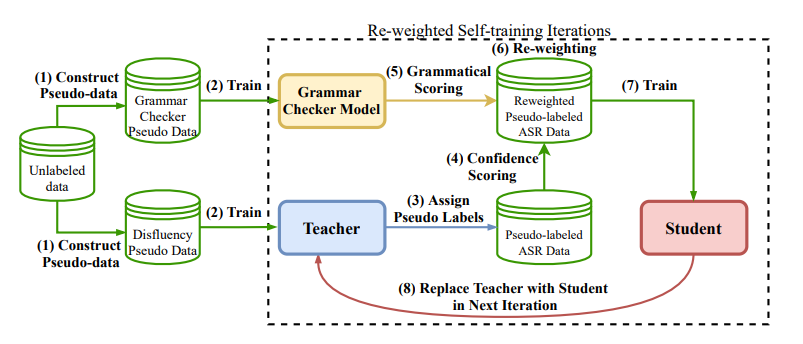 Re-weighted Self-training Iterations
(1) Construct
Pseudo-data
Grammar
Checker
Pseudo Data
(2) Train
Grammar
Checker Model
(5) Grammatical
Scoring
(6) Re-weighting
Reweighted
Pseudo-labeled
ASR Data
(7) Train
Unlabeled
data
(4) Confidence
Scoring
(1) Construct
Pseudo-data
Disfluency
Pseudo Data
(2) Train
Teacher
(3) Assign
Pseudo Labels
Pseudo-labeled
ASR Data
Student
(8) Replace Teacher with Student
in Next Iteration